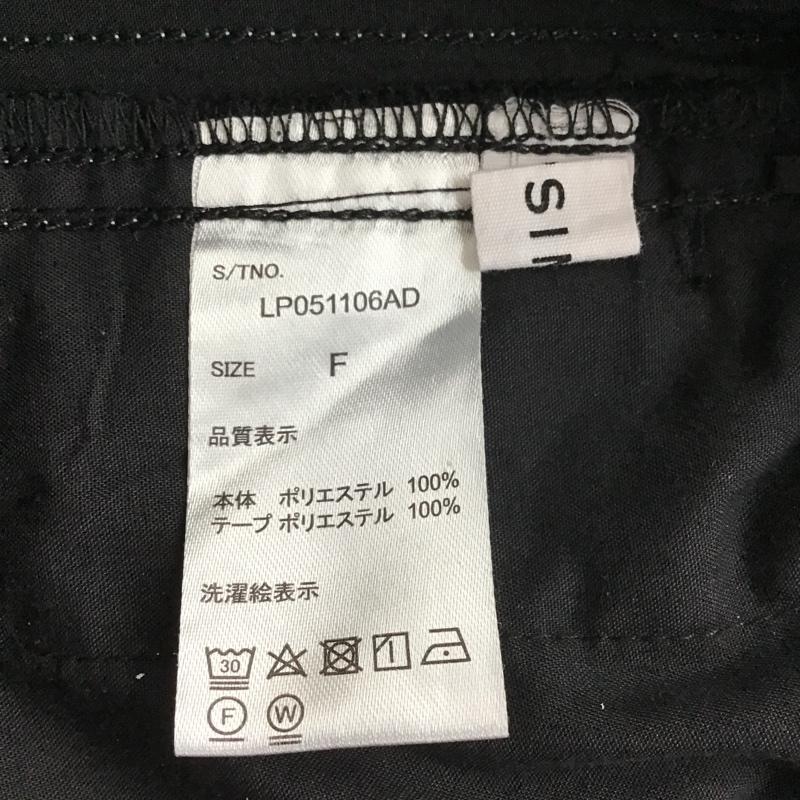 S/TNO.
LP051106AD
SIZE F
品質表示
本体 ポリエステル 100%
テープ ポリエステル 100%
洗濯絵表示
30
F W
SI